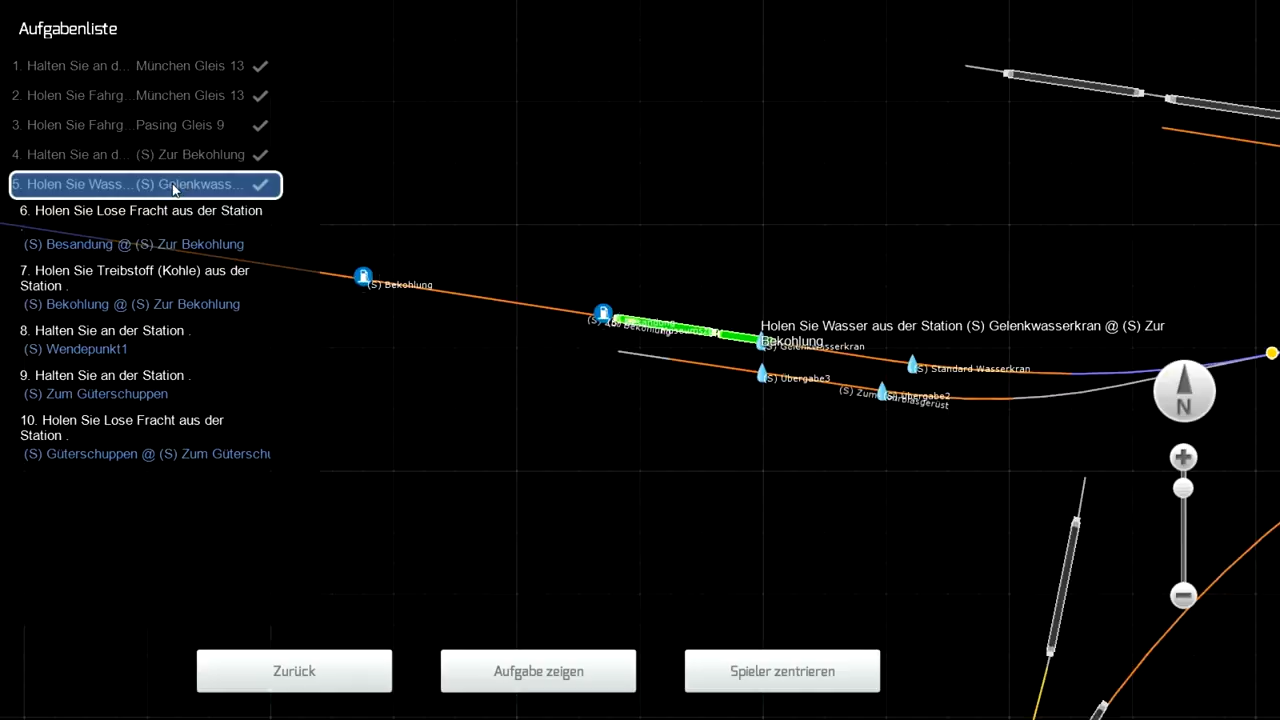 Aufgabenliste
1. Halten Sie an d... München Gleis 13
2. Holen Sie Fahrg... München Gleis 13
3. Holen Sie Fahrg... Pasing Gleis 9
4. Halten Sie an d... (S) Zur Bekohlung
5. Holen Sie Wass... (S) Gelenkwass...
6. Holen Sie Lose Fracht aus der Station
.
(S) Besandung @ (S) Zur Bekohlung
7. Holen Sie Treibstoff (Kohle) aus der
Station .
(S) Bekohlung @ (S) Zur Bekohlung
8. Halten Sie an der Station .
(S) Wendepunkt1
9. Halten Sie an der Station .
(S) Zum Güterschuppen
10. Holen Sie Lose Fracht aus der
Station .
(S) Güterschuppen @ (S) Zum Güterschu
(S) Bekohlung
Holen Sie Wasser aus der Station (S) Gelenkwasserkran @ (S) Zur
Bekohlung
(S) Gelenkwasserkran
(S) Standard Wasserkran
(S) Übergabe3
(S) Übergabe2
N
Zurück
Aufgabe zeigen
Spieler zentrieren